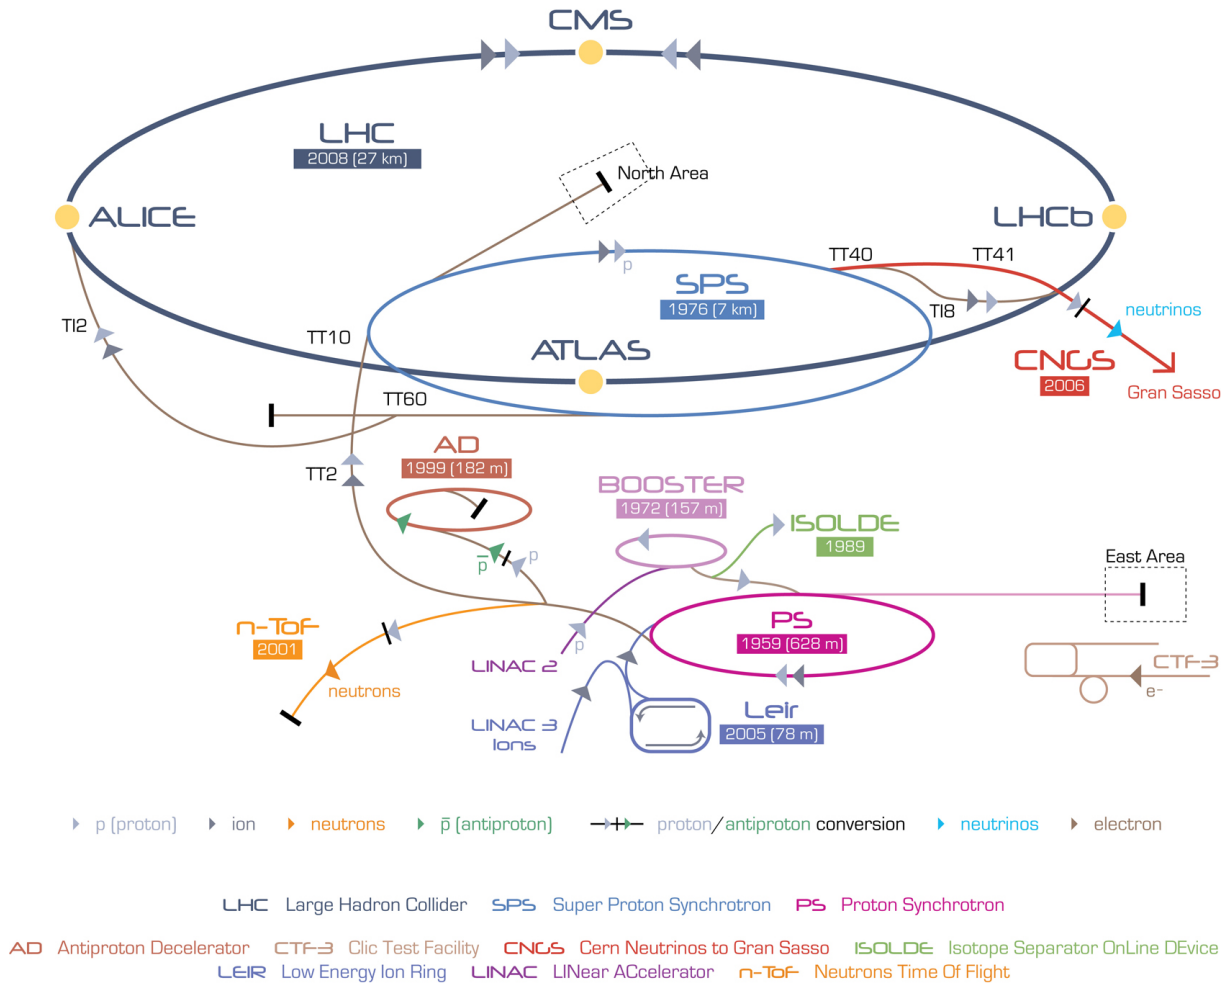 CMS
LHC
2008 (27 km)
North Area
ALICE
LHCb
TT40
TT41
p
SPS
1976 (7 km)
TI8
TI2
neutrinos
TT10
ATLAS
CNGS
2006
Gran Sasso
TT60
AD
1999 (182 m)
TT2
BOOSTER
1972 (157 m)
ISOLDE
1989
p̅
p
East Area
n-ToF
2001
PS
1959 (628 m)
p
LINAC 2
CTF-3
e-
neutrons
Leir
2005 (78 m)
LINAC 3
Ions
p (proton) ion neutrons p̅ (antiproton) proton/antiproton conversion neutrinos electron
LHC Large Hadron Collider SPS Super Proton Synchrotron PS Proton Synchrotron
AD Antiproton Decelerator CTF-3 Clic Test Facility CNGS Cern Neutrinos to Gran Sasso ISOLDE Isotope Separator OnLine DEvice
LEIR Low Energy Ion Ring LINAC LINear ACcelerator n-ToF Neutrons Time Of Flight